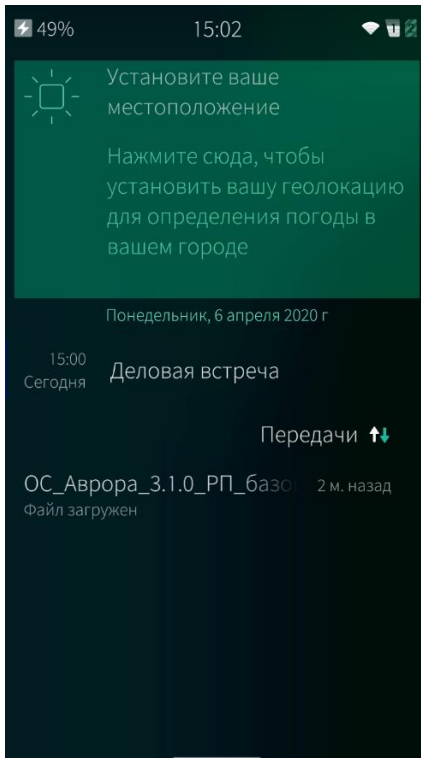 49% 15:02
Установите ваше
местоположение
Нажмите сюда, чтобы
установить вашу геолокацию
для определения погоды в
вашем городе
Понедельник, 6 апреля 2020 г
15:00
Сегодня Деловая встреча
Передачи
ОС_Аврора_3.1.0_РП_базо 2 м. назад
Файл загружен